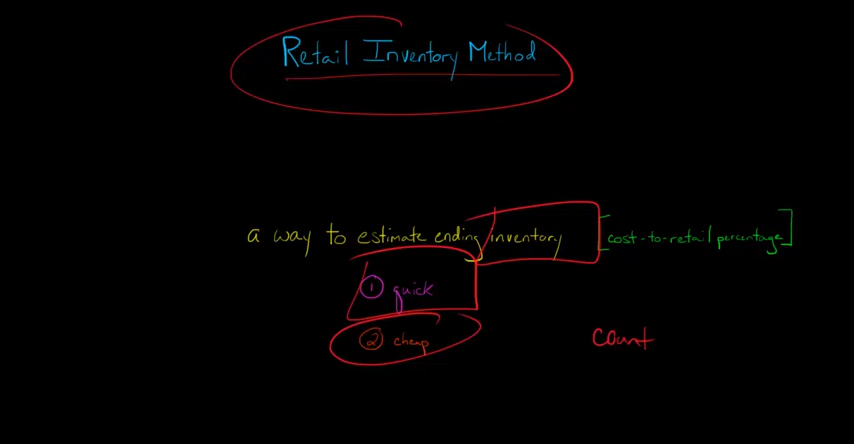 Retail Inventory Method
a way to estimate ending inventory [cost-to-retail percentage]
① quick
② cheap
count